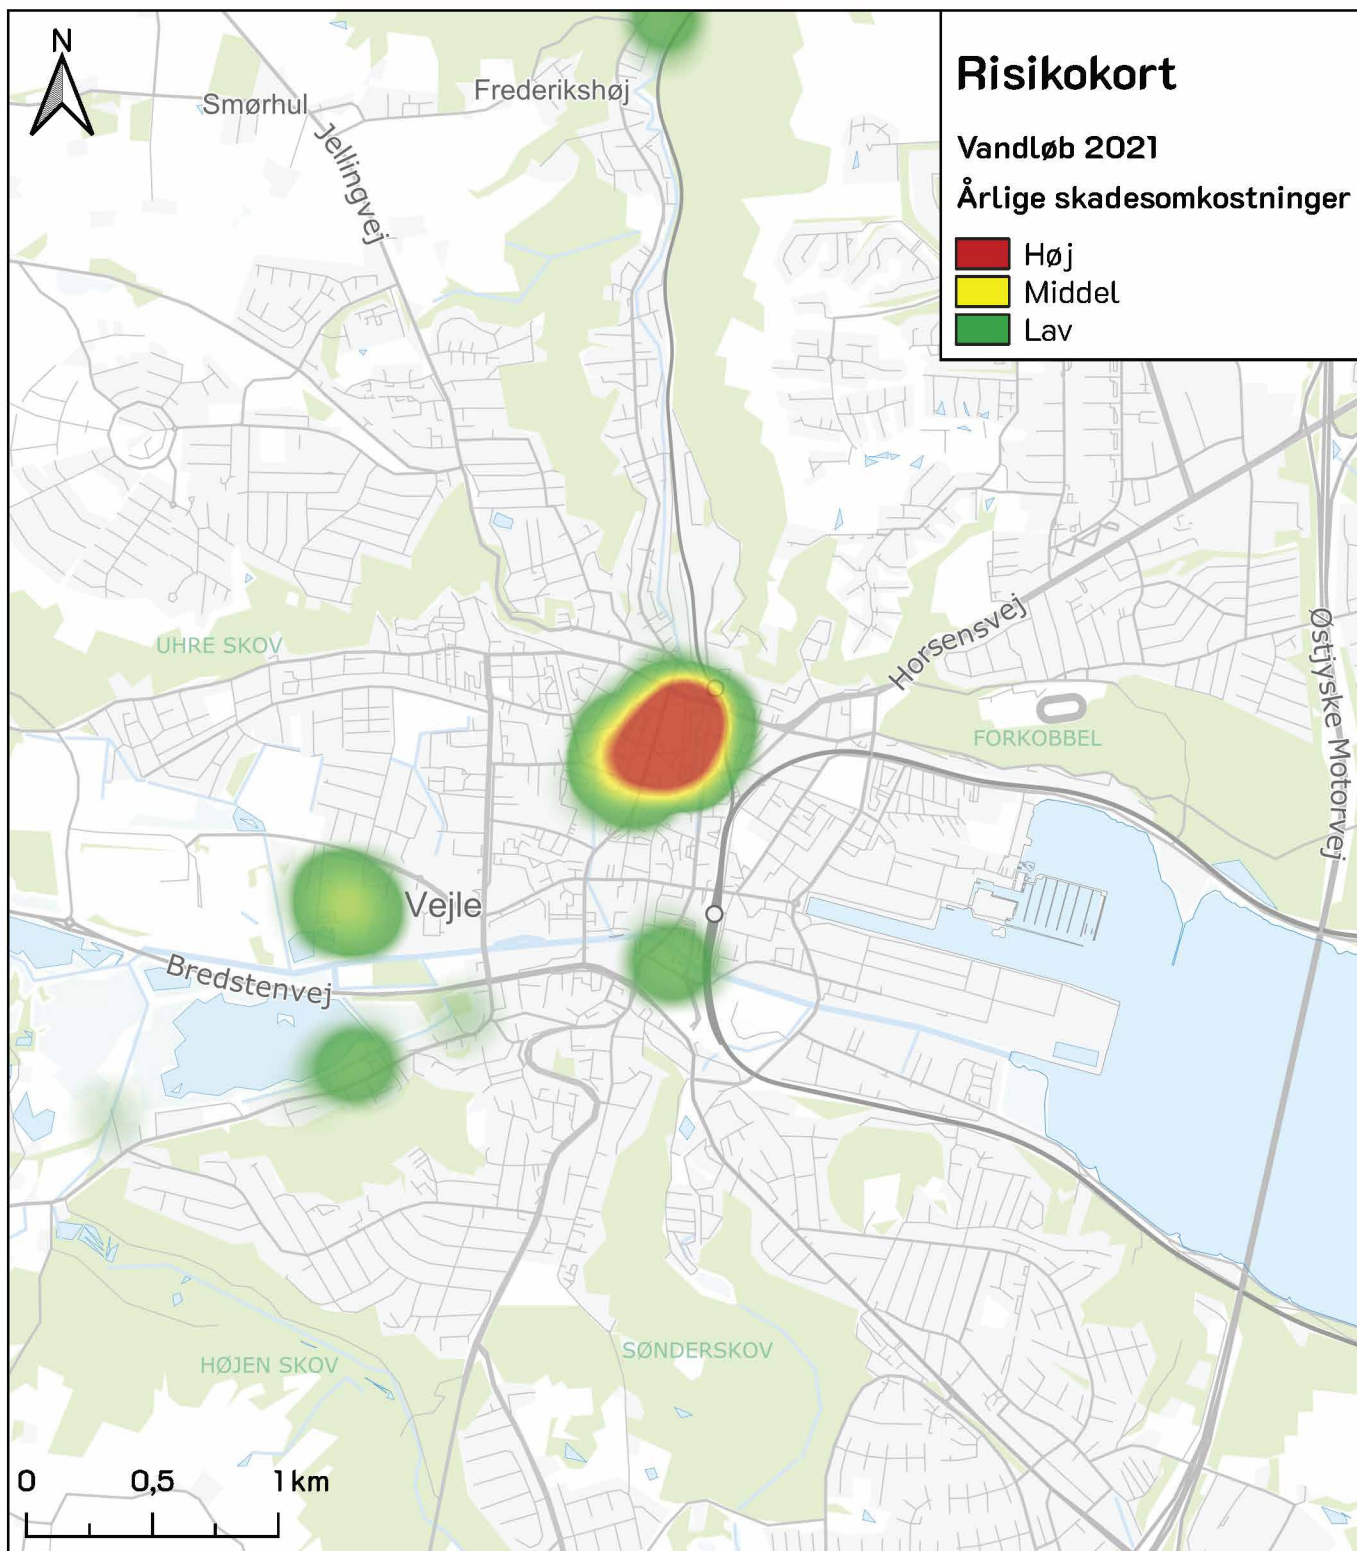 N
Smørhul
Frederikshøj
Jellingvej
Risikokort
Vandløb 2021
Årlige skadesomkostninger
Høj
Middel
Lav
UHRE SKOV
Horsensvej
FORKOBBEL
Østjyske Motorvej
Vejle
Bredstenvej
HØJEN SKOV
SØNDERSKOV
0 0,5 1 km